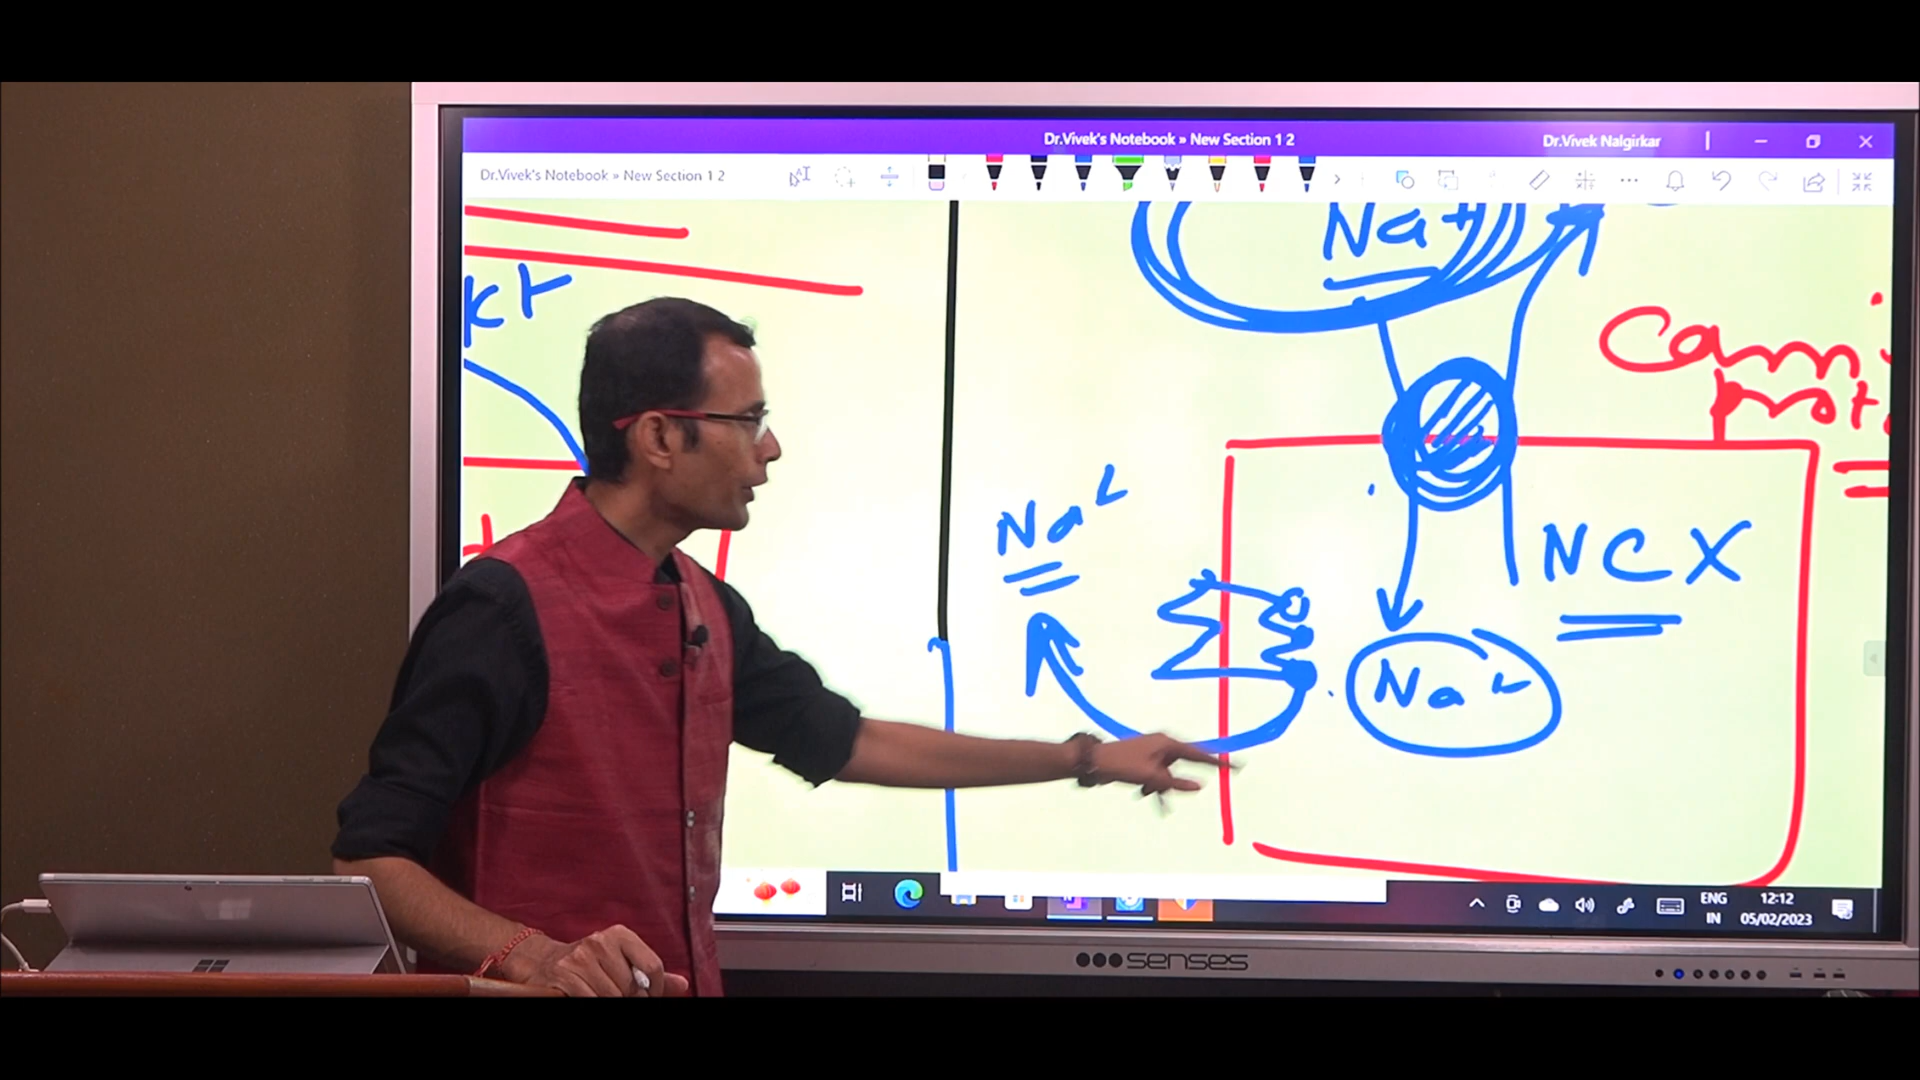 Dr.Vivek's Notebook » New Section 1 2
Dr.Vivek Nalgirkar
Dr.Vivek's Notebook » New Section 1 2
Na+
K+
Na+
NCX
Na+
ENG
IN
12:12
05/02/2023
senses